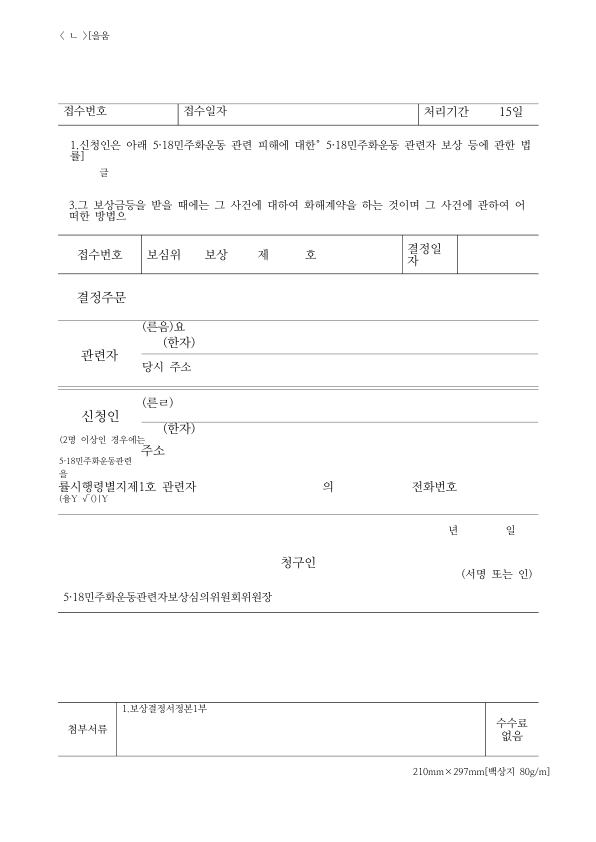 < ㄴ >[을움
접수번호 접수일자 처리기간 15일
1.신청인은 아래 5·18민주화운동 관련 피해에 대한" 5·18민주화운동 관련자 보상 등에 관한 법
률]
글
3.그 보상금등을 받을 때에는 그 사건에 대하여 화해계약을 하는 것이며 그 사건에 관하여 어
떠한 방법으
접수번호 보심위 보상 제 호 결정일
자
결정주문
(른음)요
(한자)
관련자
당시 주소
(른ㄹ)
신청인
(한자)
(2명 이상인 경우에는
주소
5·18민주화운동관련
을
률시행령별지제1호 관련자 의 전화번호
(율Y √()|Y
년 일
청구인
(서명 또는 인)
5·18민주화운동관련자보상심의위원회위원장
1.보상결정서정본1부
첨부서류
수수료
없음
210mm×297mm[백상지 80g/m]